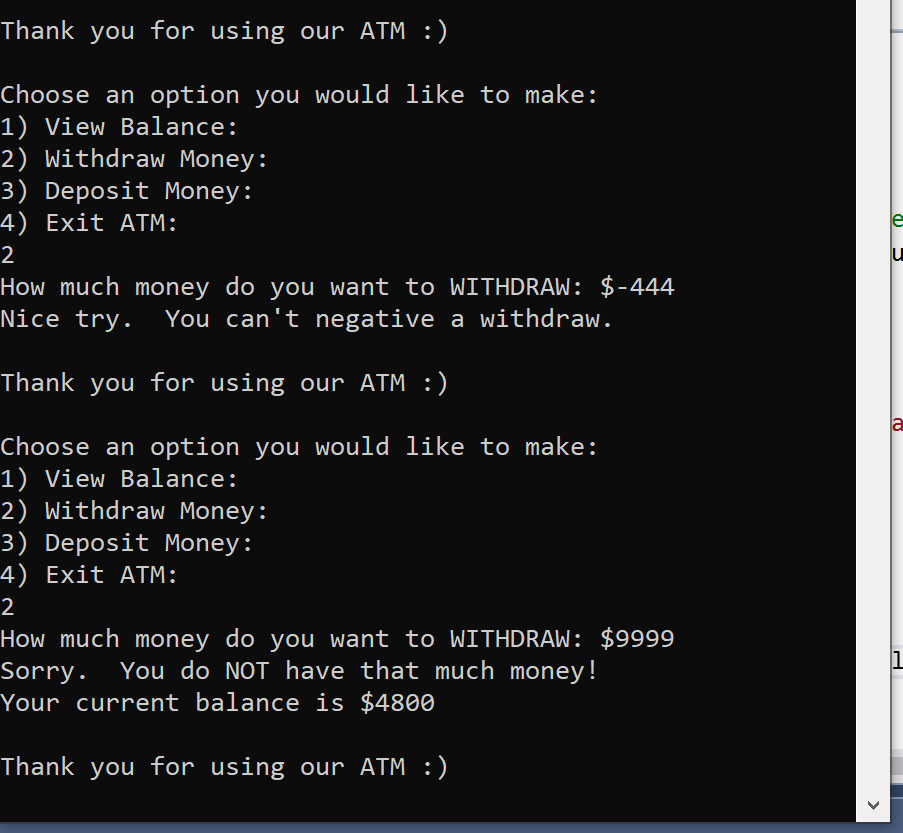 Thank you for using our ATM :)
Choose an option you would like to make:
1) View Balance:
2) Withdraw Money:
3) Deposit Money:
4) Exit ATM:
2
How much money do you want to WITHDRAW: $-444
Nice try.  You can't negative a withdraw.
Thank you for using our ATM :)
Choose an option you would like to make:
1) View Balance:
2) Withdraw Money:
3) Deposit Money:
4) Exit ATM:
2
How much money do you want to WITHDRAW: $9999
Sorry.  You do NOT have that much money!
Your current balance is $4800
Thank you for using our ATM :)